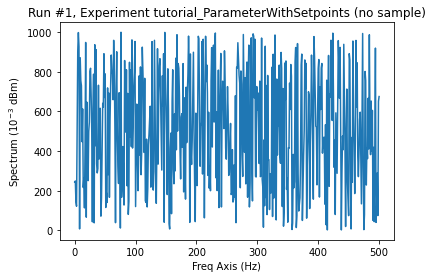 Run #1, Experiment tutorial_ParameterWithSetpoints (no sample)
1000
800
600
400
200
0
Spectrum (10⁻³ dBm)
0 100 200 300 400 500
Freq Axis (Hz)